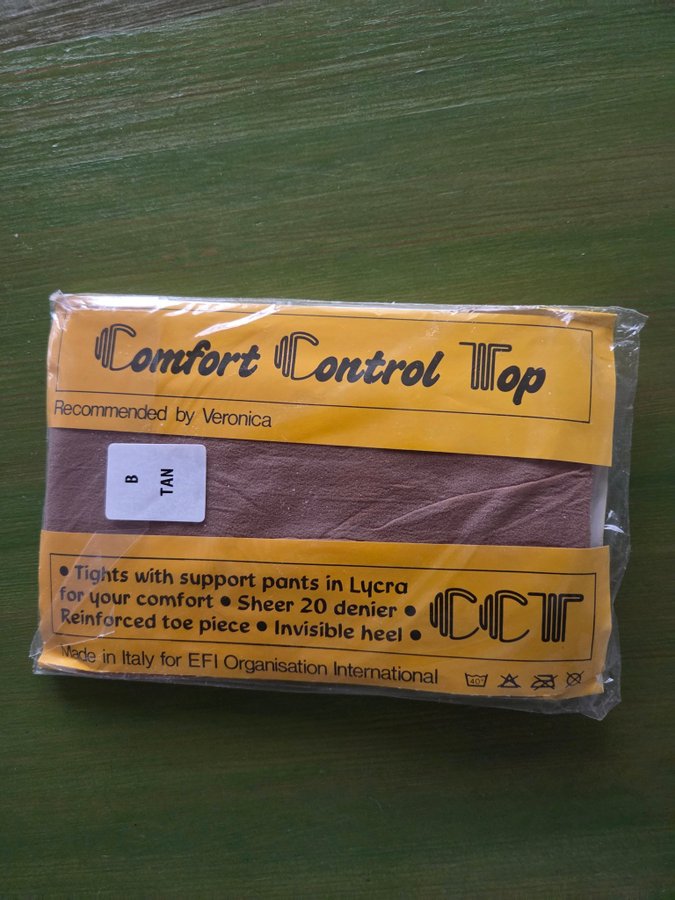 Comfort Control Top
Recommended by Veronica
B
TAN
• Tights with support pants in Lycra
for your comfort • Sheer 20 denier •
Reinforced toe piece • Invisible heel •
CCT
Made in Italy for EFI Organisation International
40°